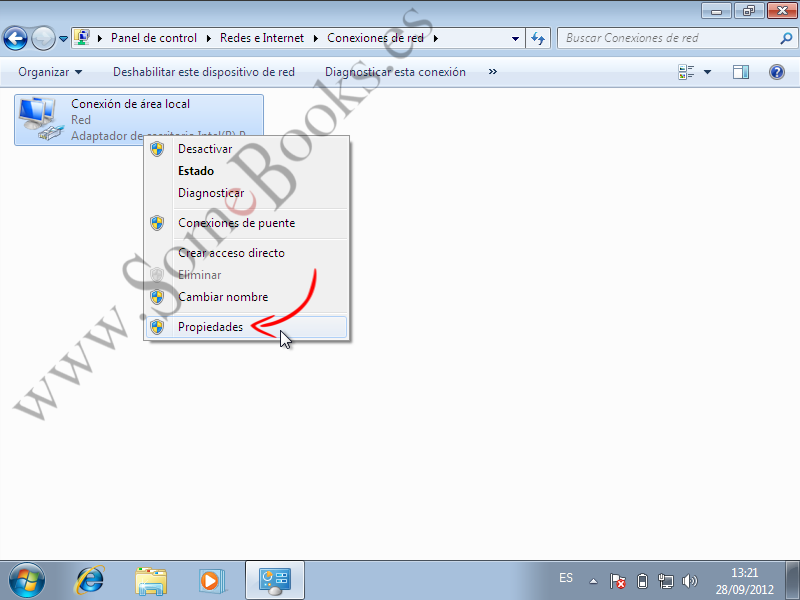 Panel de control Redes e Internet Conexiones de red
Buscar Conexiones de red
Organizar Deshabilitar este dispositivo de red Diagnosticar esta conexión »
Conexión de área local
Red
Adaptador de escritorio Intel(R) P
Desactivar
Estado
Diagnosticar
Conexiones de puente
Crear acceso directo
Eliminar
Cambiar nombre
Propiedades
www.SomeBooks.es
ES
13:21
28/09/2012